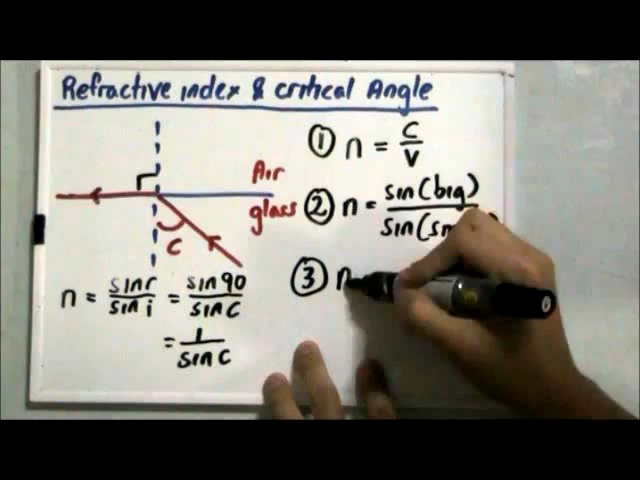 Refractive index & critical Angle
Air
glass
C
n = sin r / sin i = sin 90 / sin C
= 1 / sin C
① n = C / V
② n = sin(big) / sin(
③ n